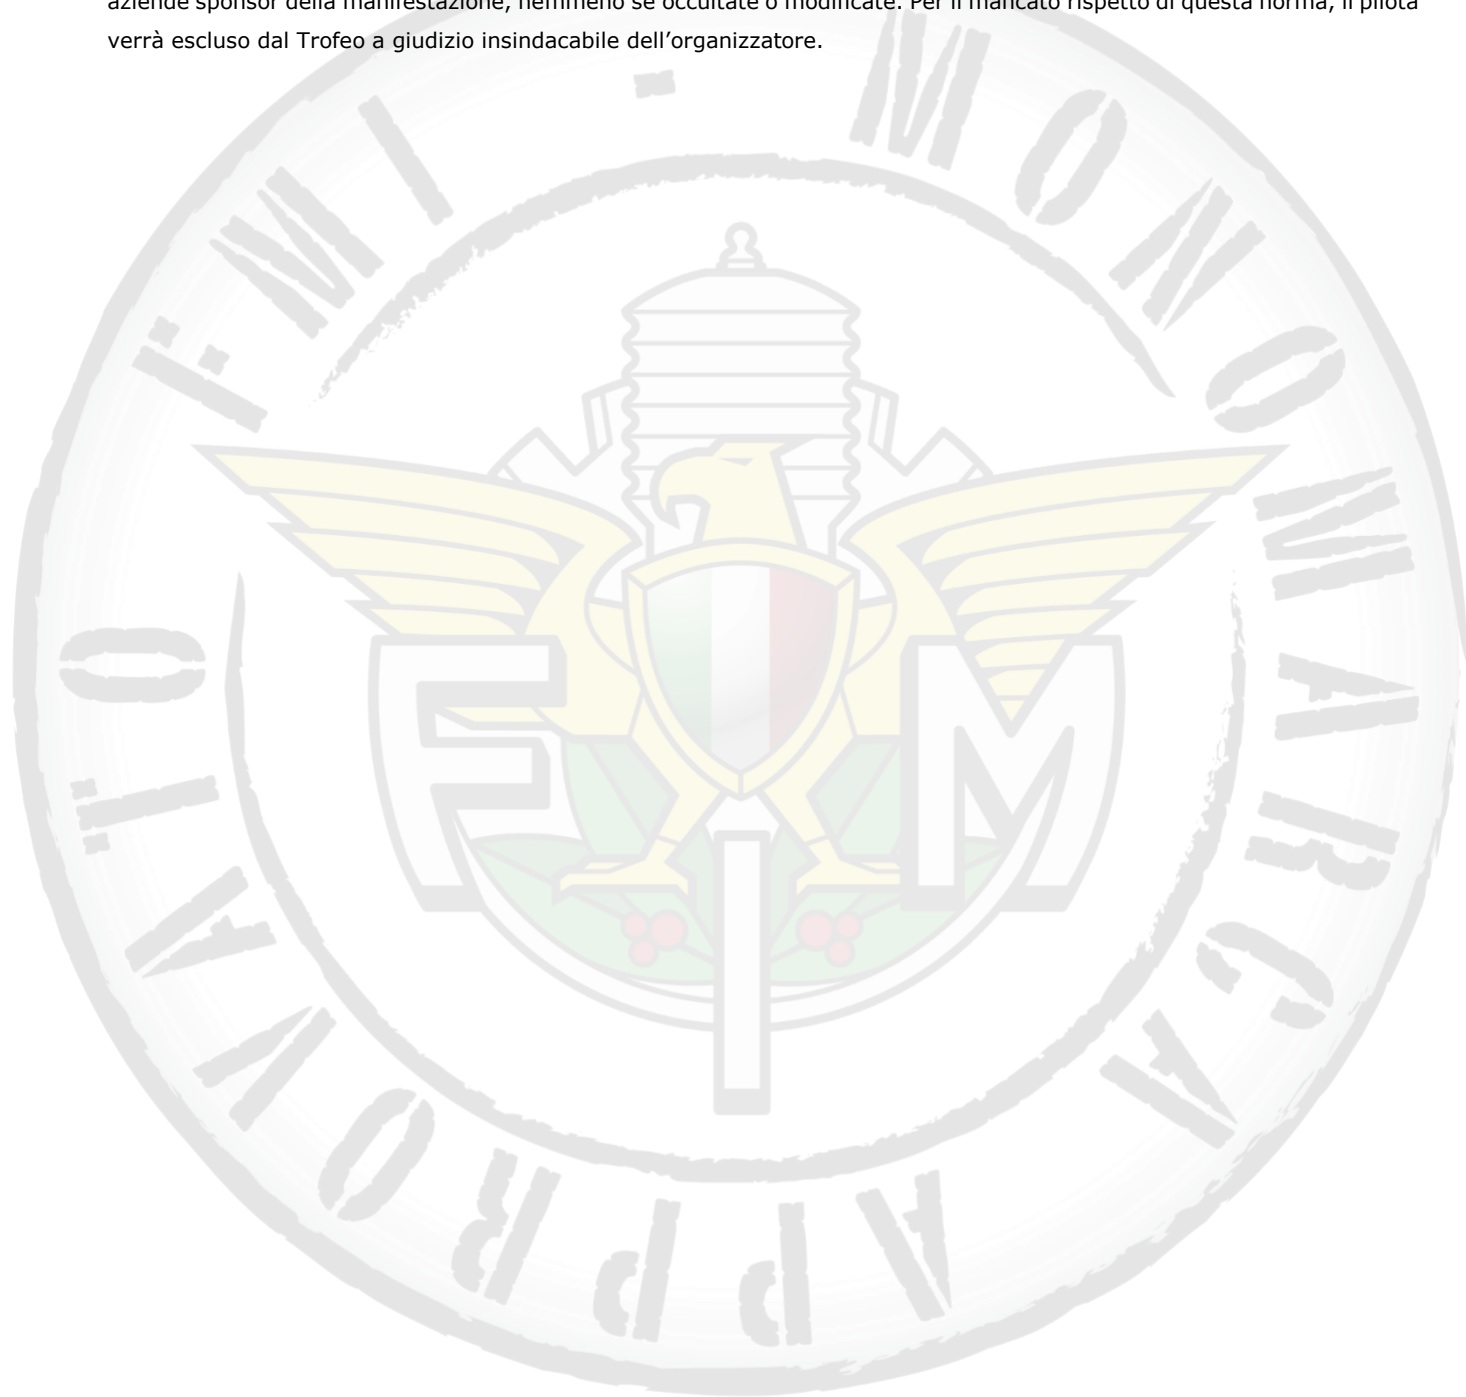 aziende sponsor della manifestazione, nemmeno se occultate o modificate. Per il mancato rispetto di questa norma, il pilota
verrà escluso dal Trofeo a giudizio insindacabile dell’organizzatore.
FMI - MONOMARCA APPROVATO
F M